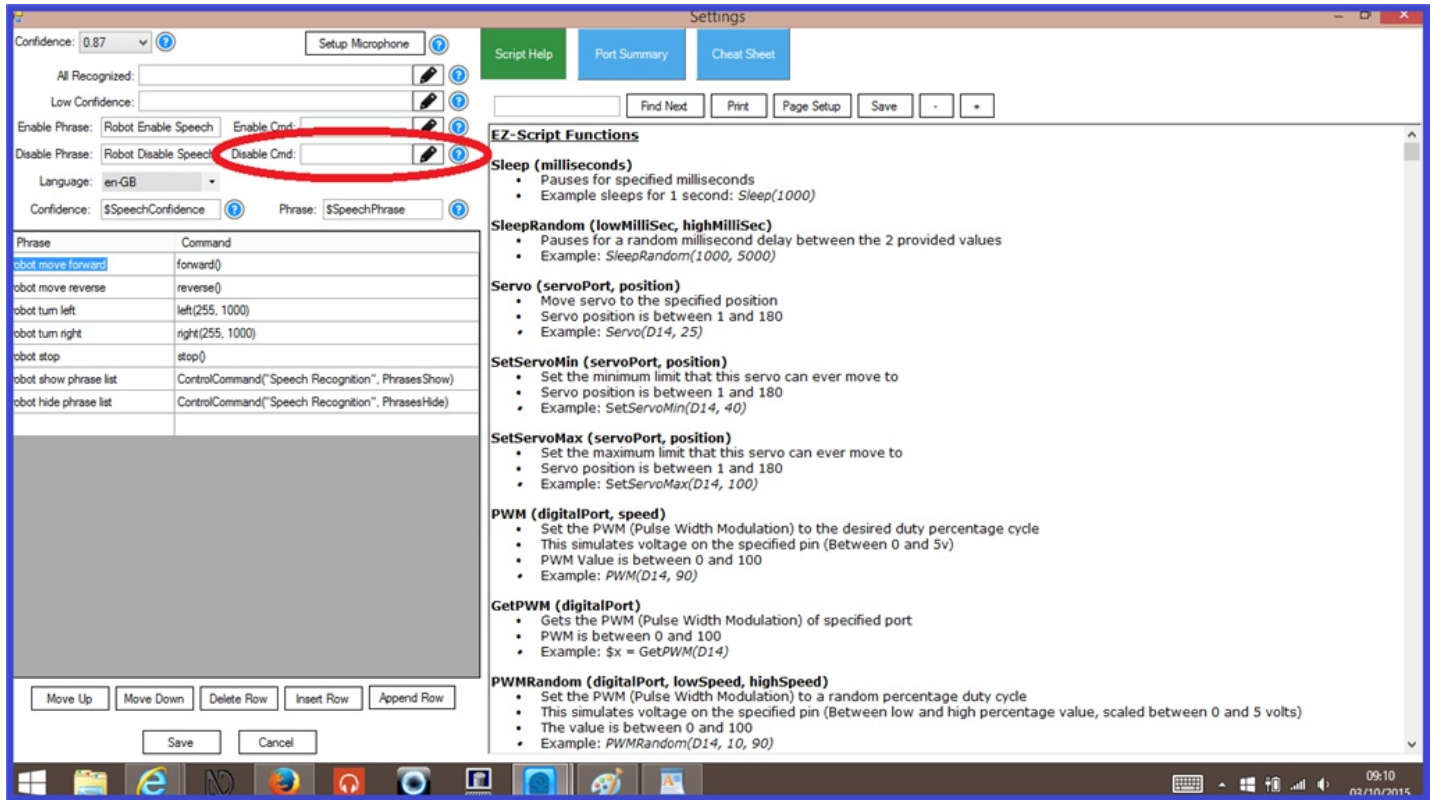 Settings
Confidence: 0.87
Setup Microphone
All Recognized:
Low Confidence:
Enable Phrase: Robot Enable Speech Enable Cmd:
Disable Phrase: Robot Disable Speech Disable Cmd:
Language: en-GB
Confidence: $SpeechConfidence Phrase: $SpeechPhrase
Phrase Command
obot move forward forward()
obot move reverse reverse()
obot turn left left(255, 1000)
obot turn right right(255, 1000)
obot stop stop()
obot show phrase list ControlCommand("Speech Recognition", PhrasesShow)
obot hide phrase list ControlCommand("Speech Recognition", PhrasesHide)
Move Up Move Down Delete Row Insert Row Append Row
Save Cancel
Script Help Port Summary Cheat Sheet
Find Next Print Page Setup Save - +
EZ-Script Functions
Sleep (milliseconds)
• Pauses for specified milliseconds
• Example sleeps for 1 second: Sleep(1000)
SleepRandom (lowMilliSec, highMilliSec)
• Pauses for a random millisecond delay between the 2 provided values
• Example: SleepRandom(1000, 5000)
Servo (servoPort, position)
• Move servo to the specified position
• Servo position is between 1 and 180
• Example: Servo(D14, 25)
SetServoMin (servoPort, position)
• Set the minimum limit that this servo can ever move to
• Servo position is between 1 and 180
• Example: SetServoMin(D14, 40)
SetServoMax (servoPort, position)
• Set the maximum limit that this servo can ever move to
• Servo position is between 1 and 180
• Example: SetServoMax(D14, 100)
PWM (digitalPort, speed)
• Set the PWM (Pulse Width Modulation) to the desired duty percentage cycle
• This simulates voltage on the specified pin (Between 0 and 5v)
• PWM Value is between 0 and 100
• Example: PWM(D14, 90)
GetPWM (digitalPort)
• Gets the PWM (Pulse Width Modulation) of specified port
• PWM is between 0 and 100
• Example: $x = GetPWM(D14)
PWMRandom (digitalPort, lowSpeed, highSpeed)
• Set the PWM (Pulse Width Modulation) to a random percentage duty cycle
• This simulates voltage on the specified pin (Between low and high percentage value, scaled between 0 and 5 volts)
• The value is between 0 and 100
• Example: PWMRandom(D14, 10, 90)
09:10
03/10/2015